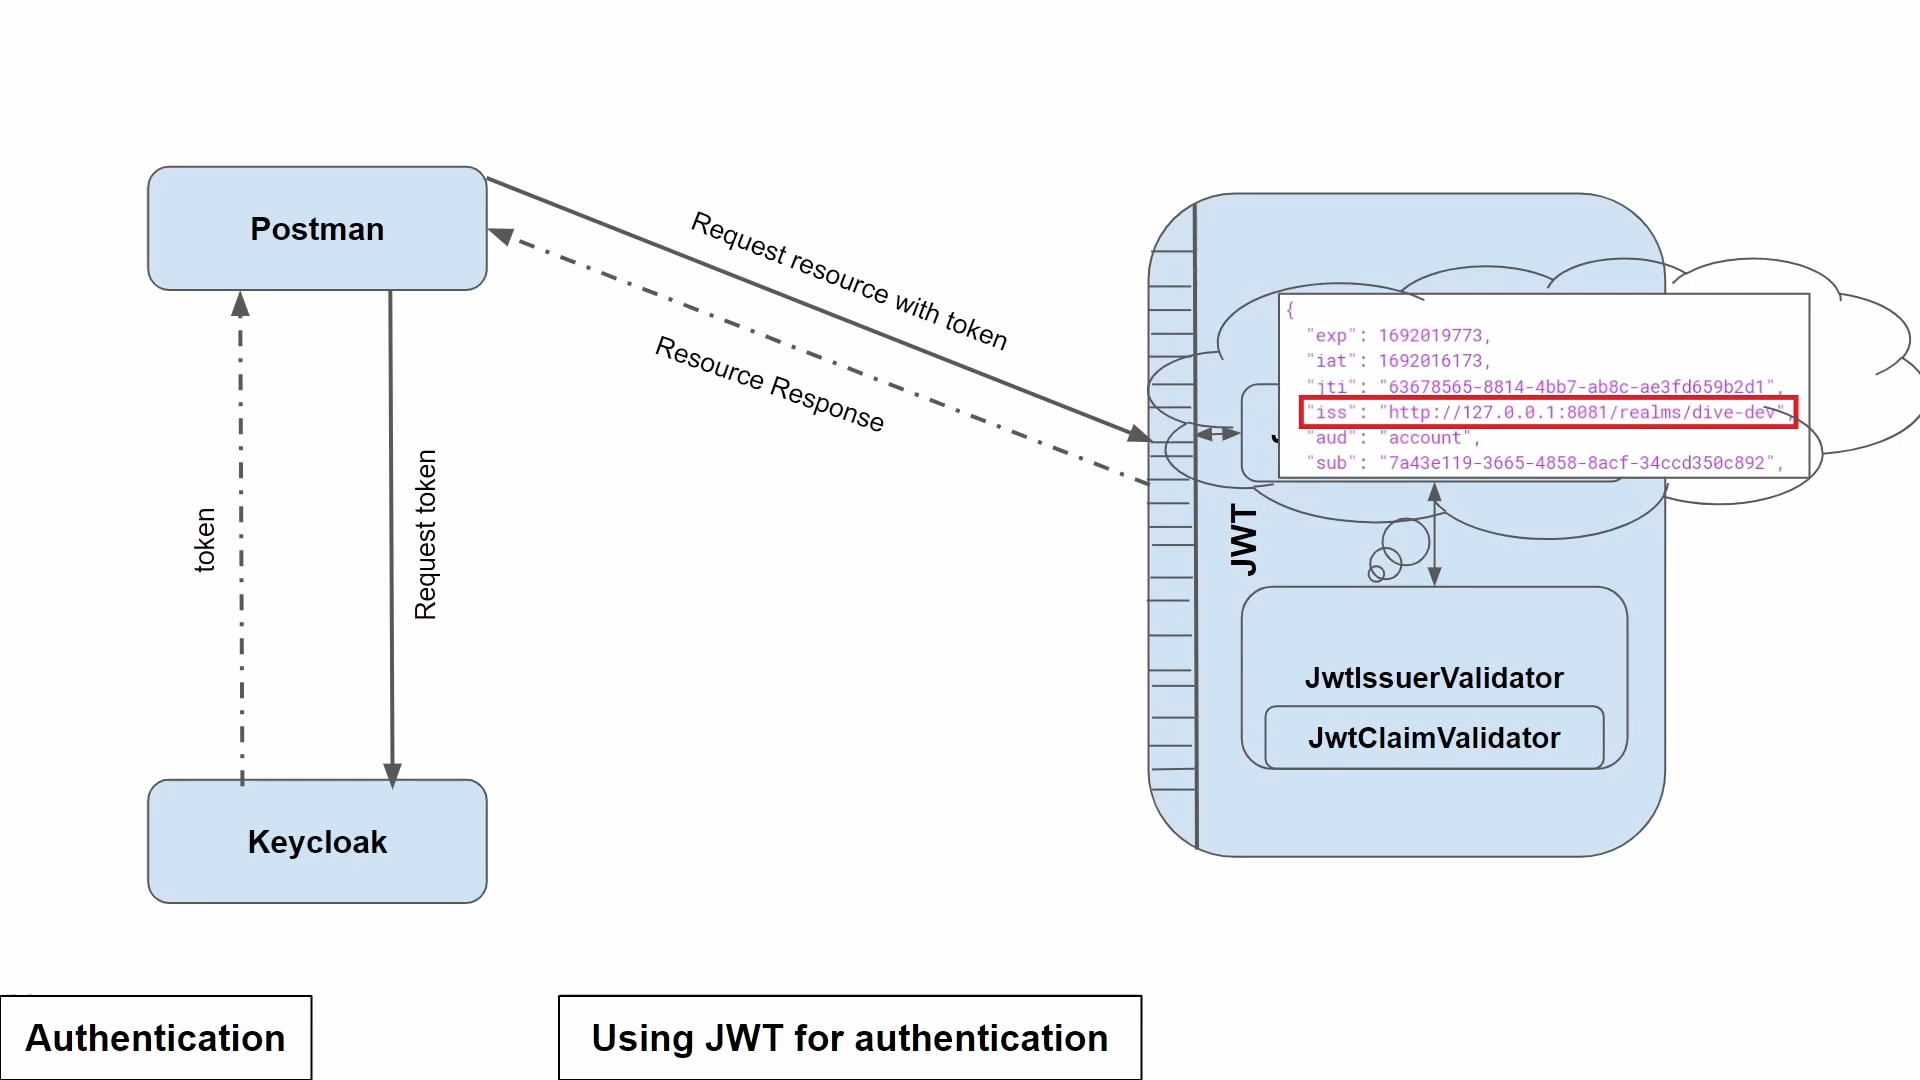 Postman
Request resource with token
Resource Response
{
"exp": 1692019773,
"iat": 1692016173,
"jti": "63678565-8814-4bb7-ab8c-ae3fd659b2d1",
"iss": "http://127.0.0.1:8081/realms/dive-dev",
"aud": "account",
"sub": "7a43e119-3665-4858-8acf-34ccd350c892",
token
Request token
JWT
JwtIssuerValidator
JwtClaimValidator
Keycloak
Authentication
Using JWT for authentication